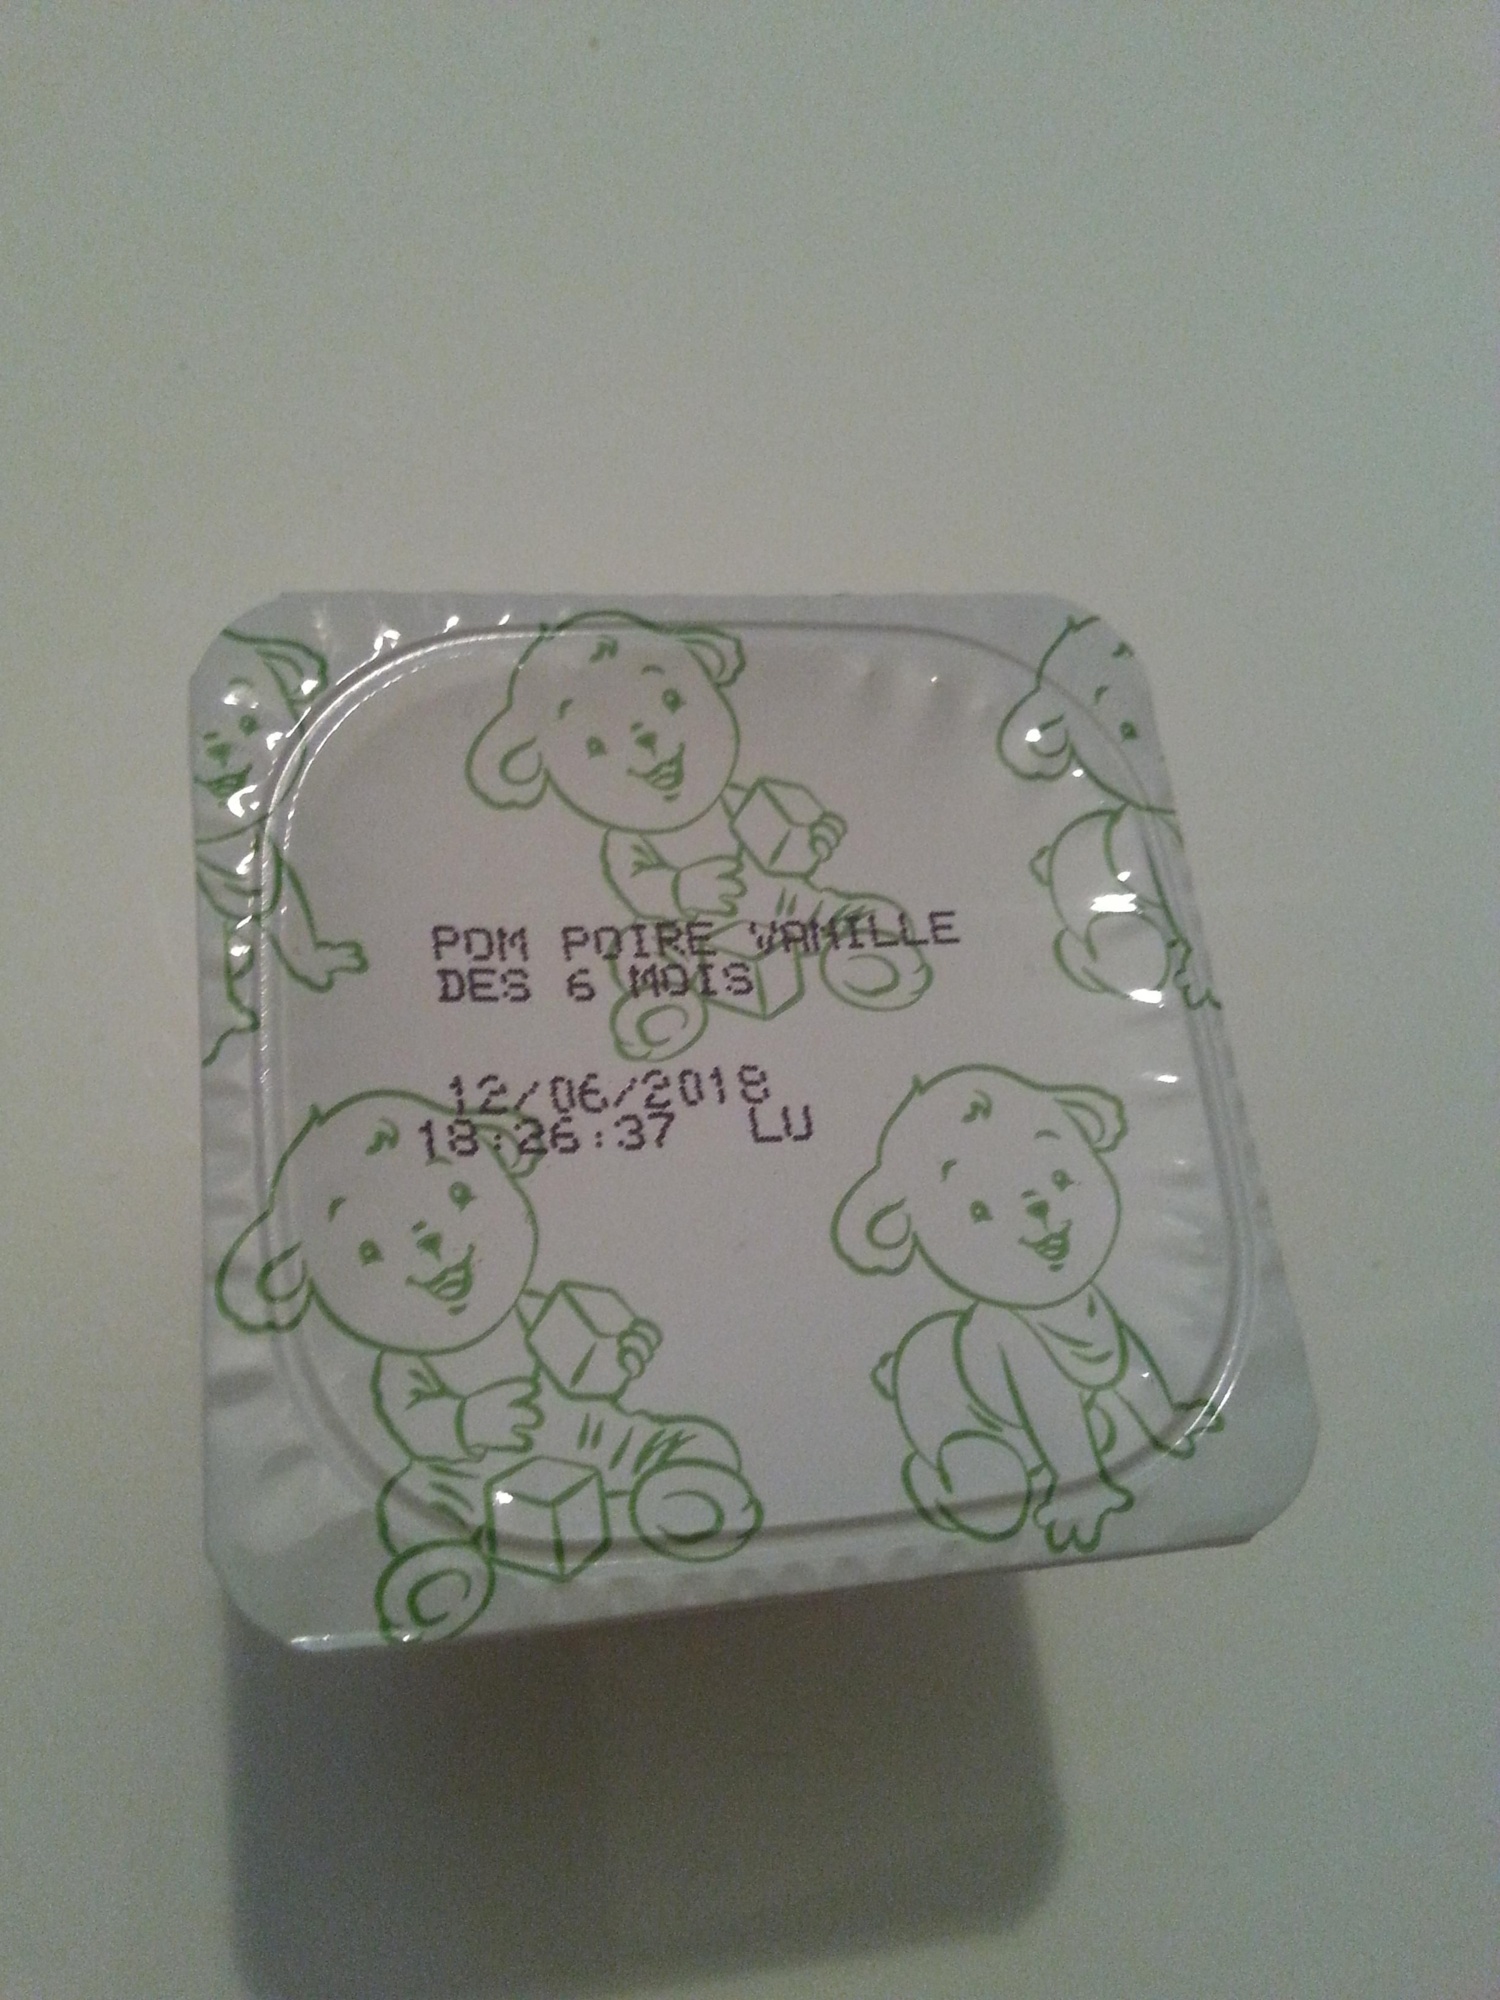 POM POIRE VANILLE
DES 6 MOIS
12/06/2018
18:26:37 LU